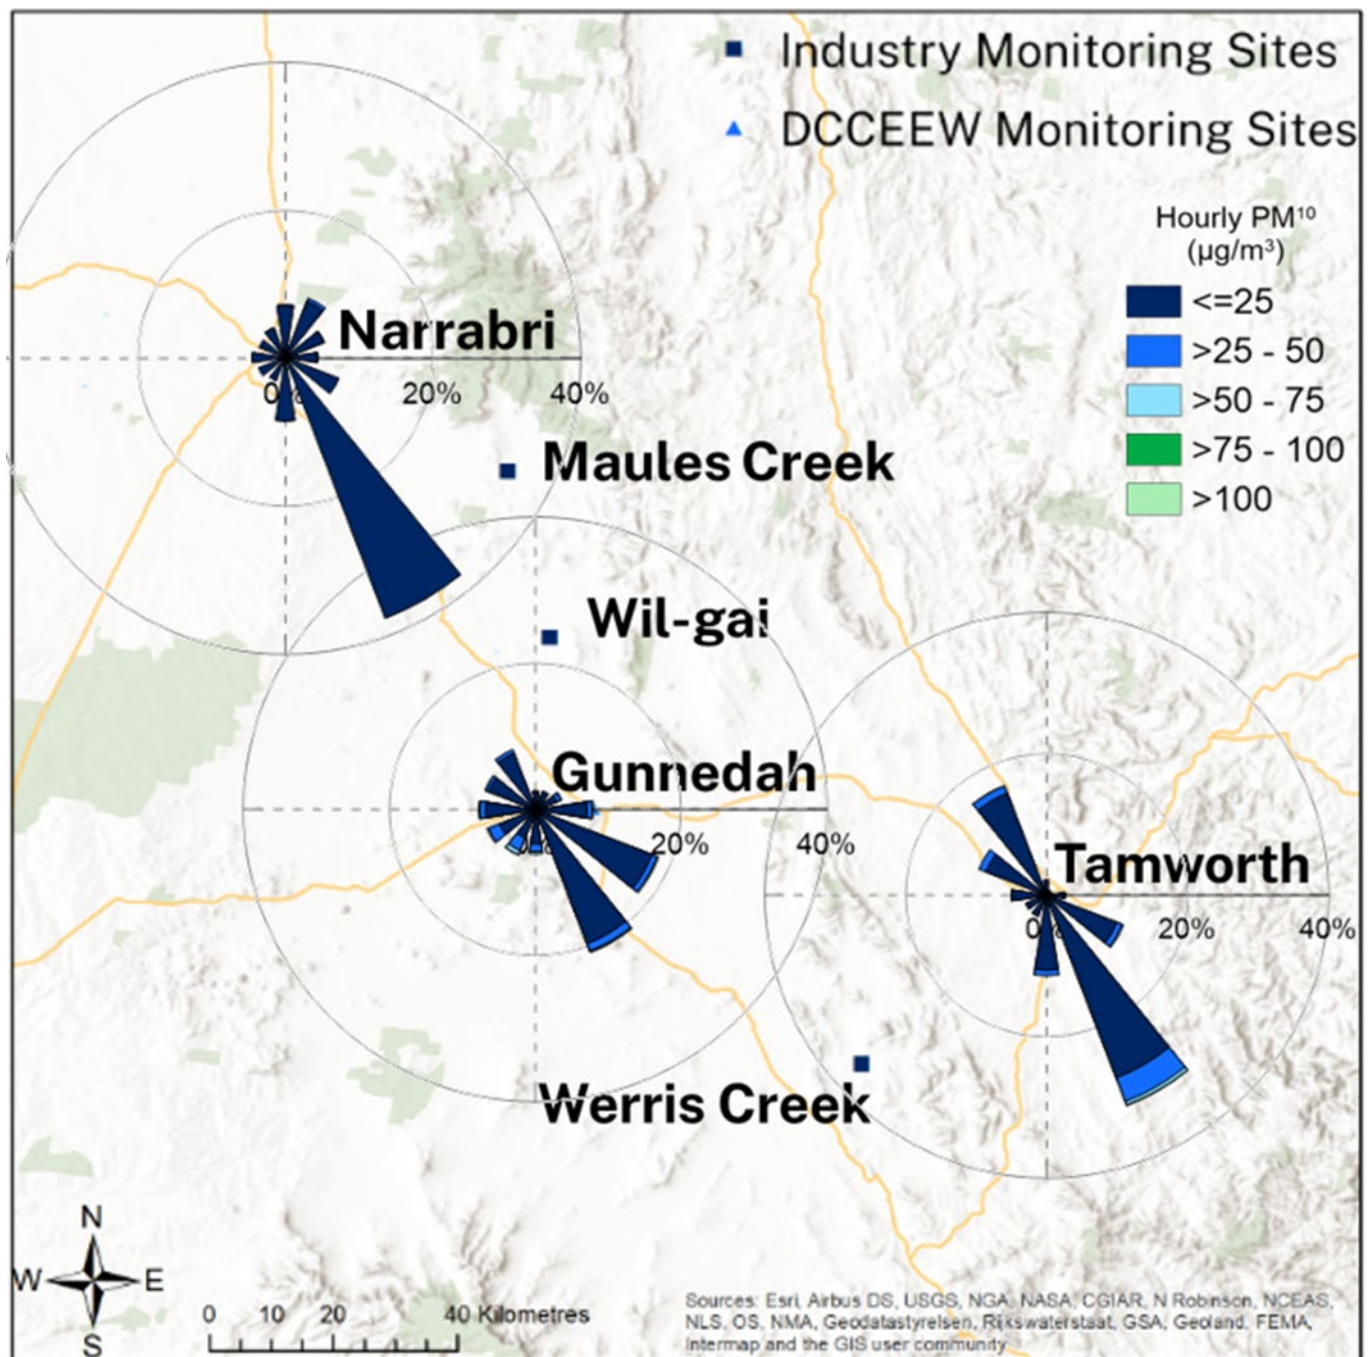 Industry Monitoring Sites
DCCEEW Monitoring Sites
Hourly PM¹⁰
(µg/m³)
<=25
>25 - 50
>50 - 75
>75 - 100
>100
Narrabri
0% 20% 40%
Maules Creek
Wil-gai
Gunnedah
0% 20% 40%
Tamworth
0% 20% 40%
Werris Creek
N
W E
S
0 10 20 40 Kilometres
Sources: Esri, Airbus DS, USGS, NGA, NASA, CGIAR, N Robinson, NCEAS,
NLS, OS, NMA, Geodatastyrelsen, Rijkswaterstaat, GSA, Geoland, FEMA,
Intermap and the GIS user community